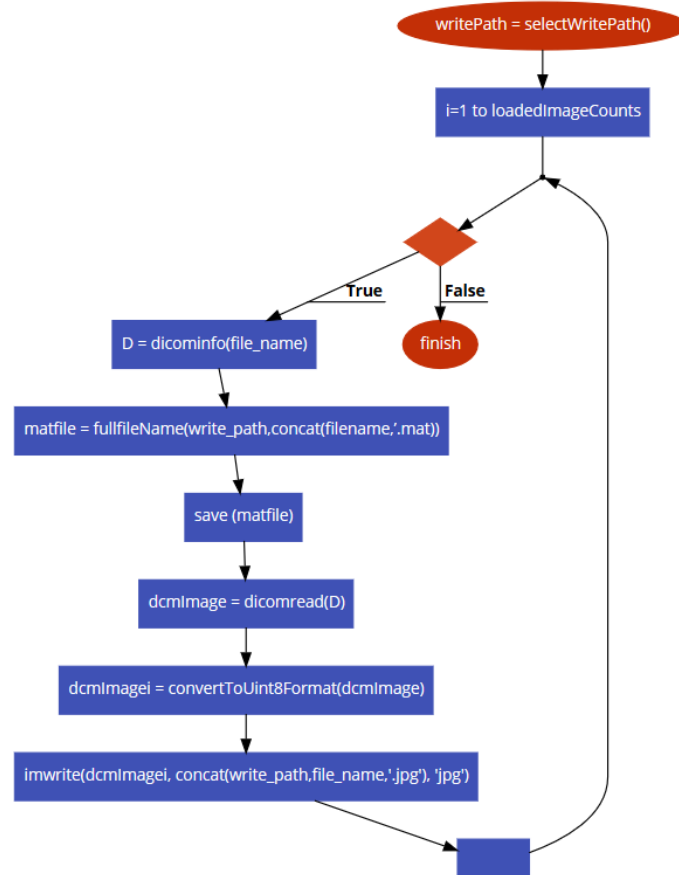 writePath = selectWritePath()
i=1 to loadedImageCounts
True
False
D = dicominfo(file_name)
finish
matfile = fullfileName(write_path,concat(filename,'.mat))
save (matfile)
dcmImage = dicomread(D)
dcmImagei = convertToUint8Format(dcmImage)
imwrite(dcmImagei, concat(write_path,file_name,'.jpg'), 'jpg')